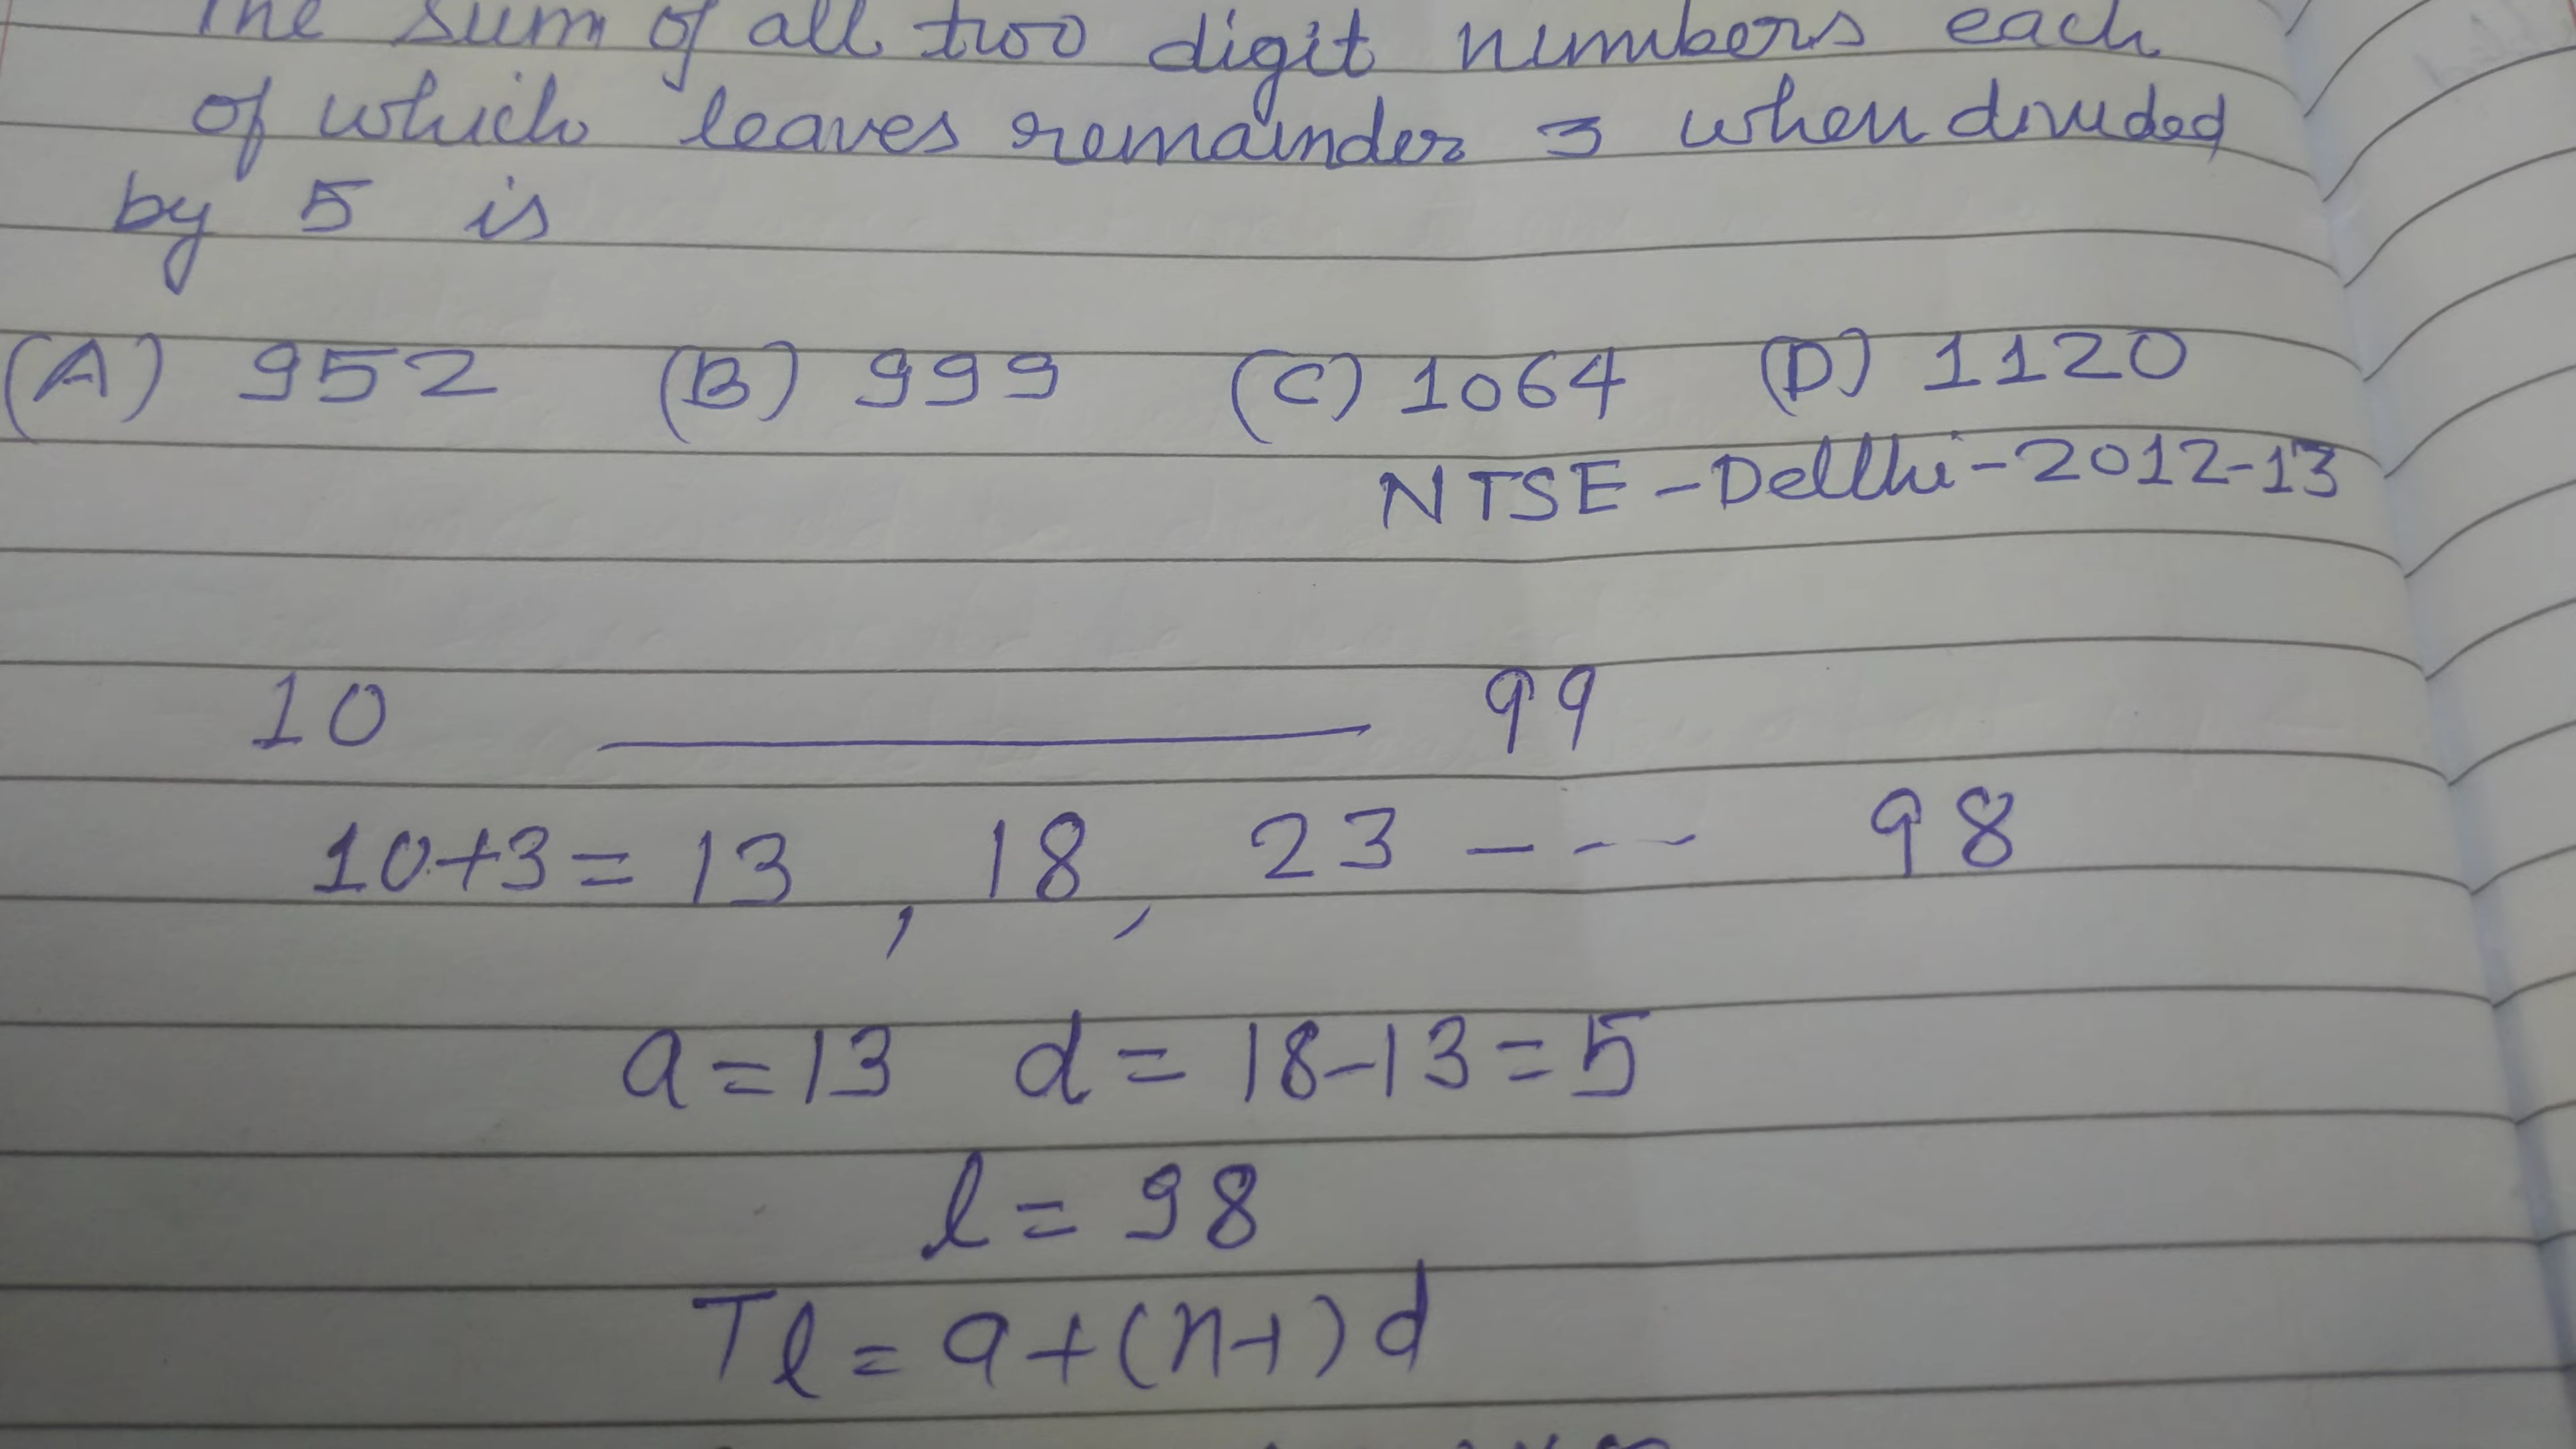 The sum of all two digit numbers each
of which leaves remainder 3 when divided
by 5 is
(A) 952 (B) 999 (C) 1064 (D) 1120
NTSE-Dellhi-2012-13
10 ——— 99
10+3=13, 18, 23 ---- 98
a=13 d=18-13=5
l=98
Tl=a+(n-1)d